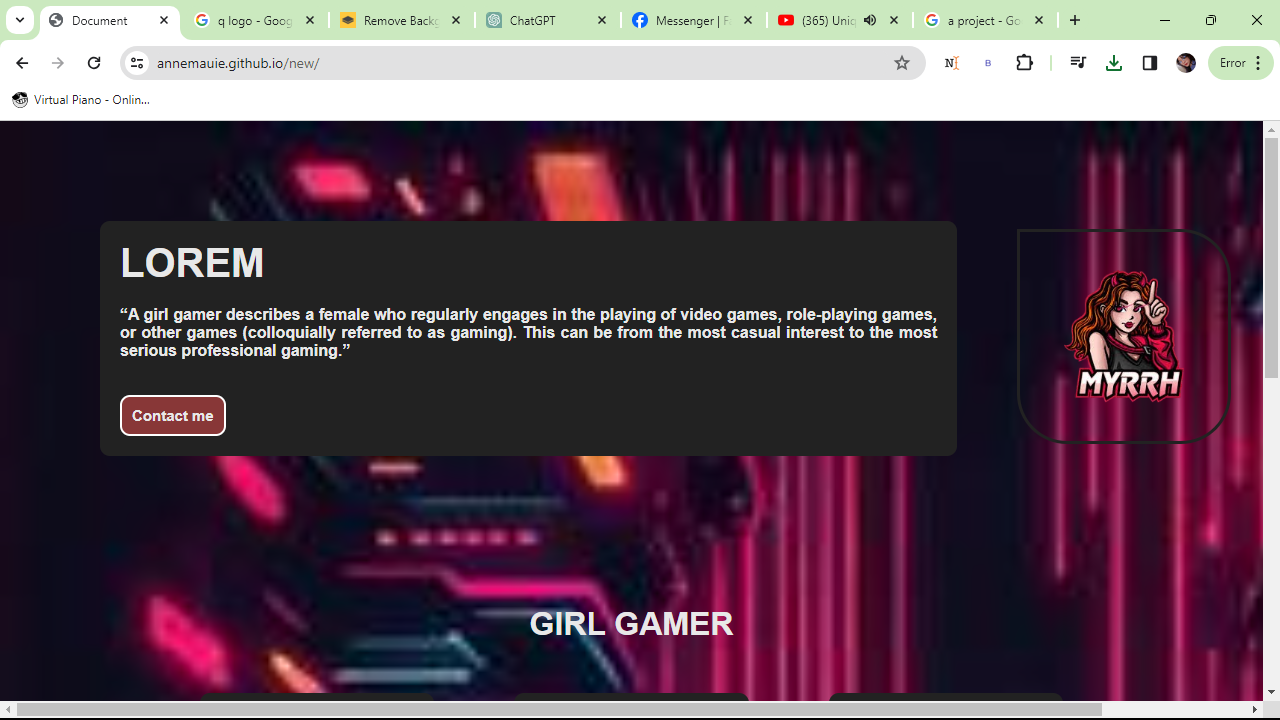 Document
q logo - Goog
Remove Backg
ChatGPT
Messenger | F
(365) Uniq
a project - Go
annemauie.github.io/new/
N
B
Error
Virtual Piano - Onlin...
LOREM
“A girl gamer describes a female who regularly engages in the playing of video games, role-playing games,
or other games (colloquially referred to as gaming). This can be from the most casual interest to the most
serious professional gaming.”
Contact me
MYRRH
GIRL GAMER